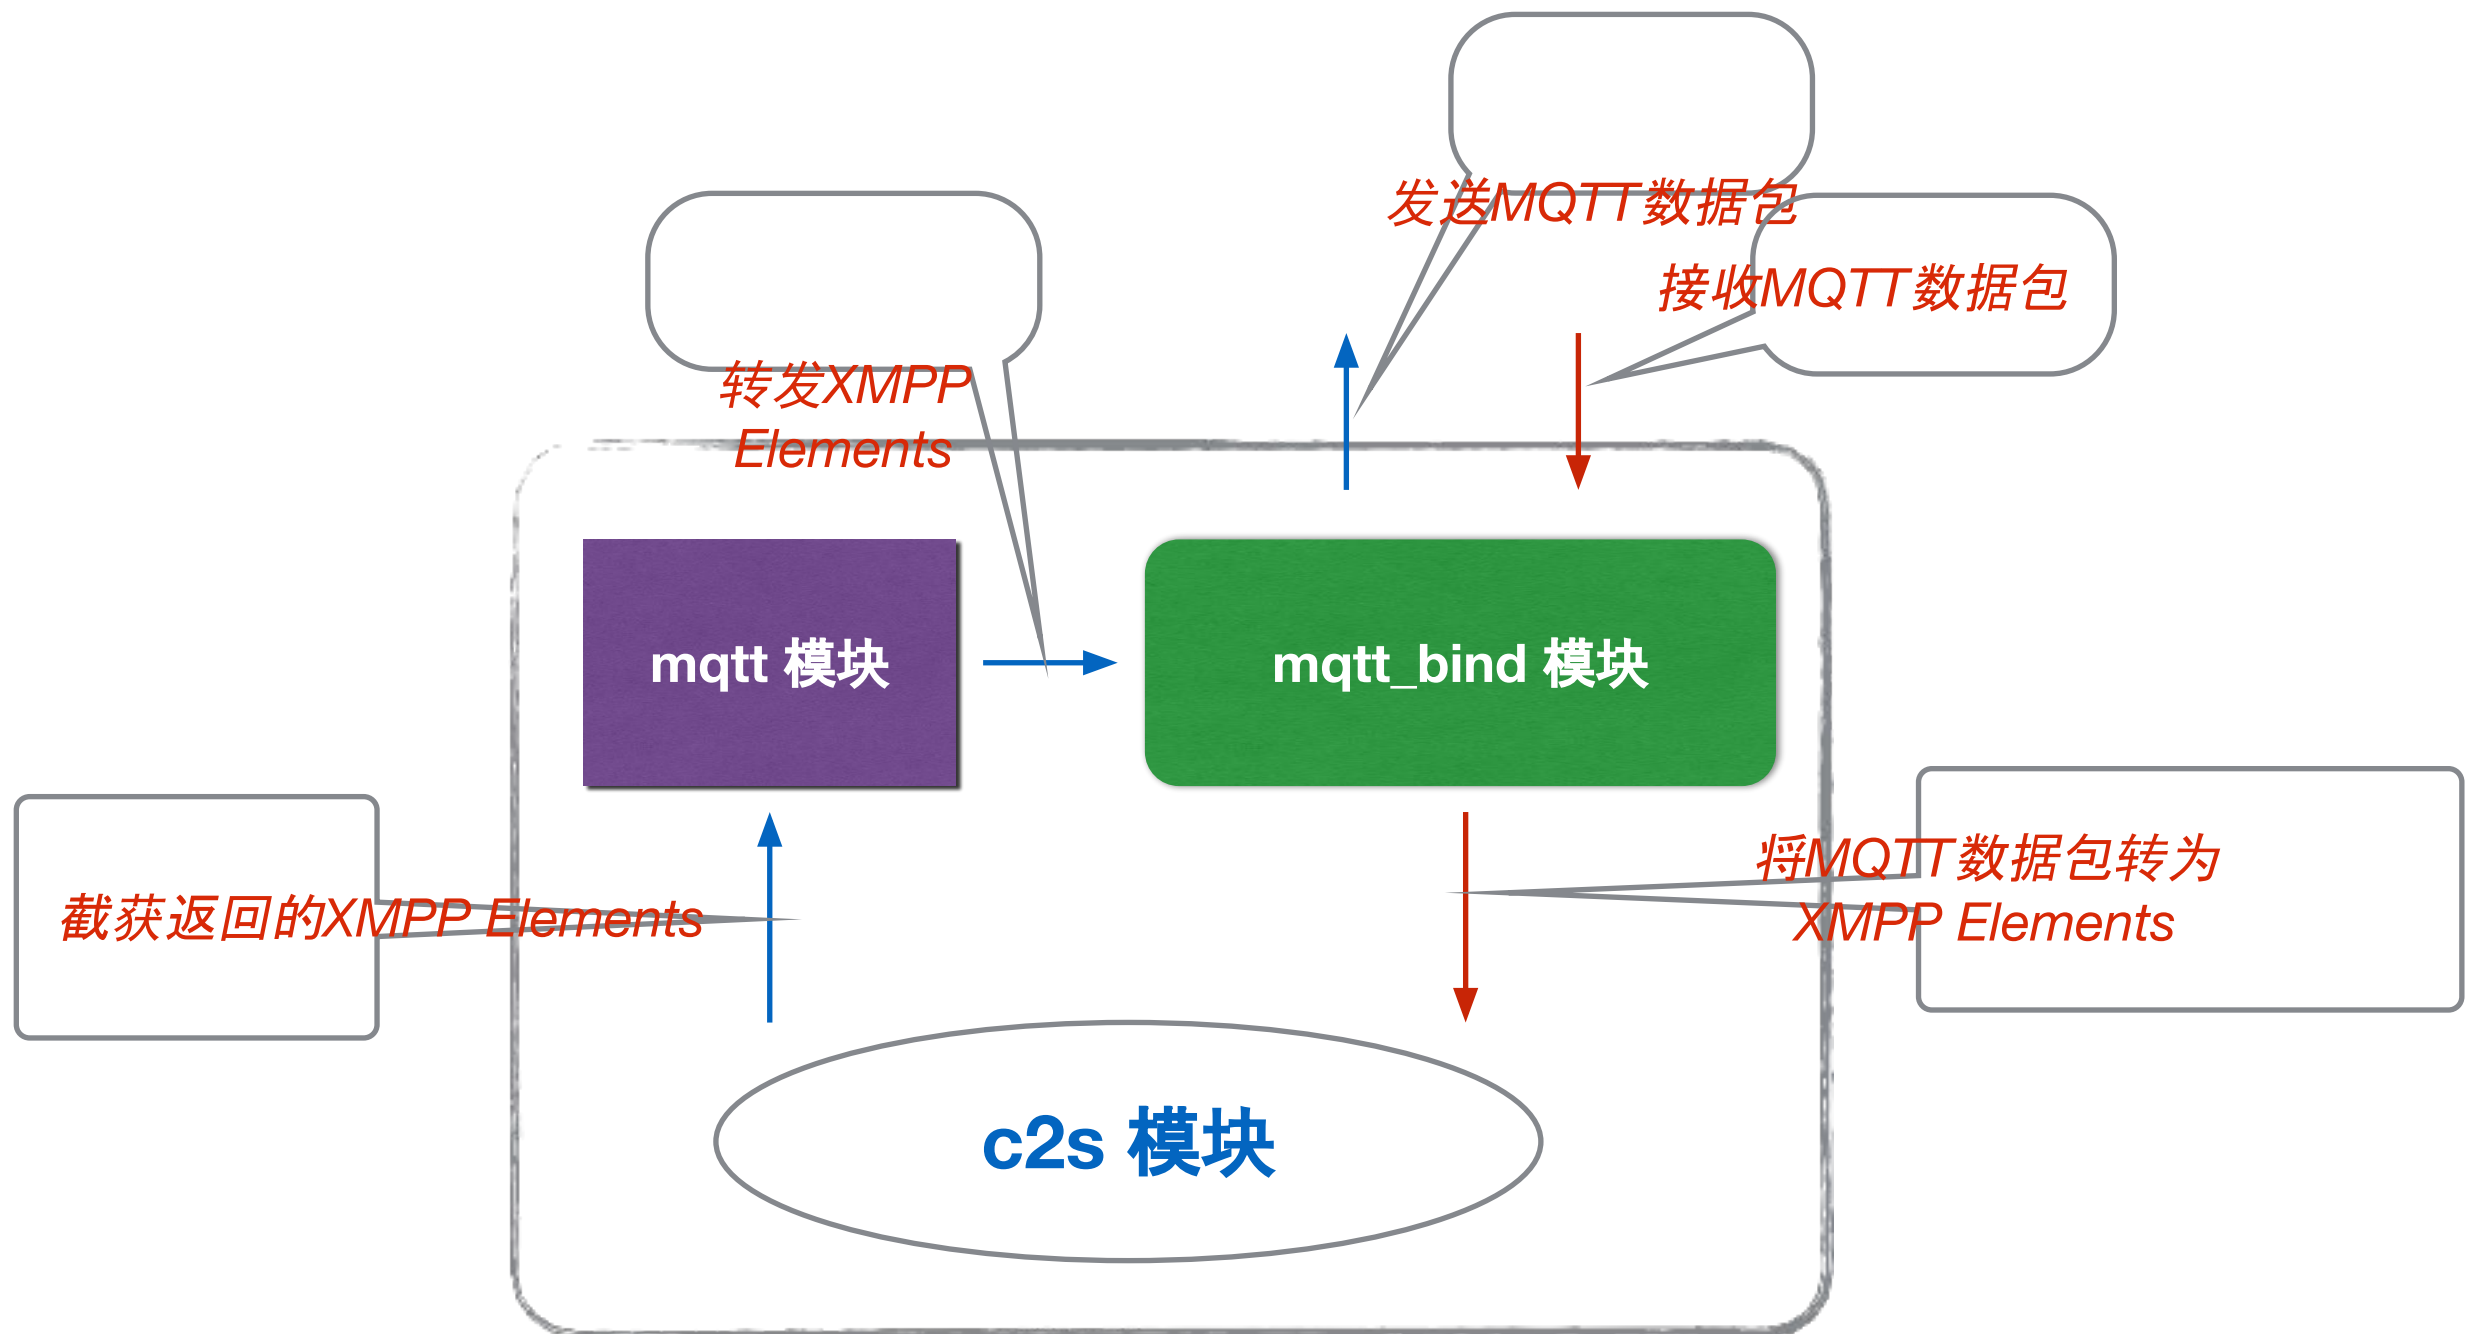 发送MQTT数据包
接收MQTT数据包
转发XMPP
Elements
mqtt 模块
mqtt_bind 模块
截获返回的XMPP Elements
将MQTT数据包转为
XMPP Elements
c2s 模块